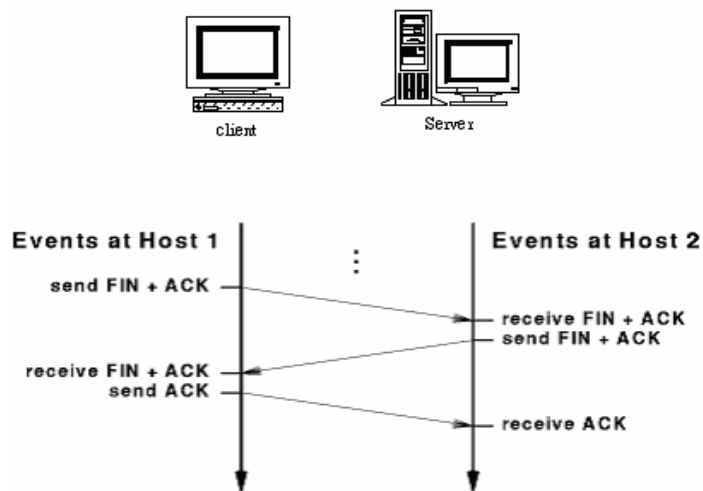 client
Server
Events at Host 1
Events at Host 2
send FIN + ACK
receive FIN + ACK
send FIN + ACK
receive FIN + ACK
send ACK
receive ACK